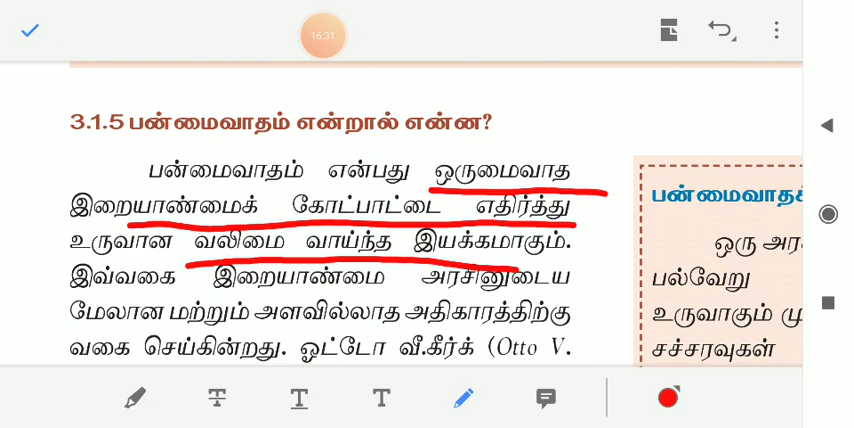 16:31
3.1.5 பன்மைவாதம் என்றால் என்ன?
பன்மைவாதம் என்பது ஒருமைவாத
இறையாண்மைக் கோட்பாட்டை எதிர்த்து
உருவான வலிமை வாய்ந்த இயக்கமாகும்.
இவ்வகை இறையாண்மை அரசினுடைய
மேலான மற்றும் அளவில்லாத அதிகாரத்திற்கு
வகை செய்கின்றது. ஓட்டோ வீ.கீர்க் (Otto V.
பன்மைவாதக்
ஒரு அர
பல்வேறு
உருவாகும் மு
சச்சரவுகள்
T T T